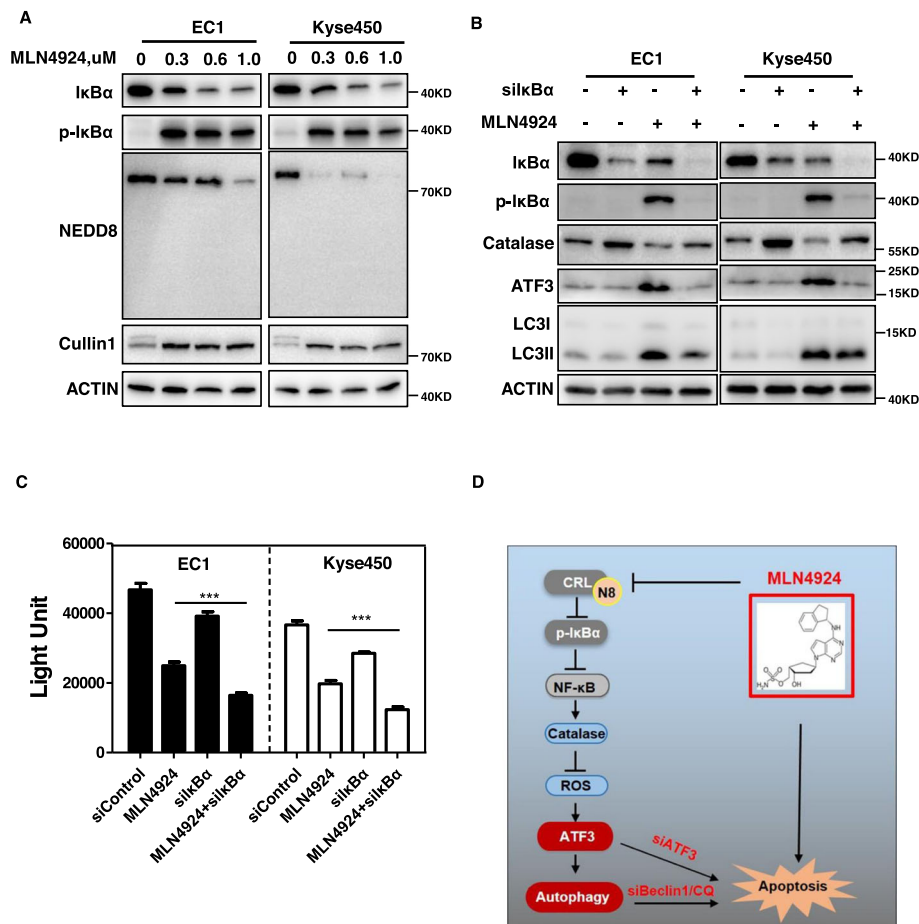 A
EC1 Kyse450
MLN4924,uM 0 0.3 0.6 1.0 0 0.3 0.6 1.0
IκBα 40KD
p-IκBα 40KD
NEDD8 70KD
Cullin1 70KD
ACTIN 40KD
B
EC1 Kyse450
siIκBα - + - + - + - +
MLN4924 - - + + - - + +
IκBα 40KD
p-IκBα 40KD
Catalase 55KD
25KD
ATF3 15KD
LC3I 15KD
LC3II
ACTIN 40KD
C
Light Unit
60000
40000
20000
0
EC1 Kyse450
*** ***
siControl MLN4924 siIκBα MLN4924+siIκBα siControl MLN4924 siIκBα MLN4924+siIκBα
D
CRL N8 MLN4924
p-IκBα
NF-κB
Catalase
ROS
ATF3
siATF3
Autophagy siBeclin1/CQ Apoptosis
NH
N N
N
O
H₂N S O
O OH